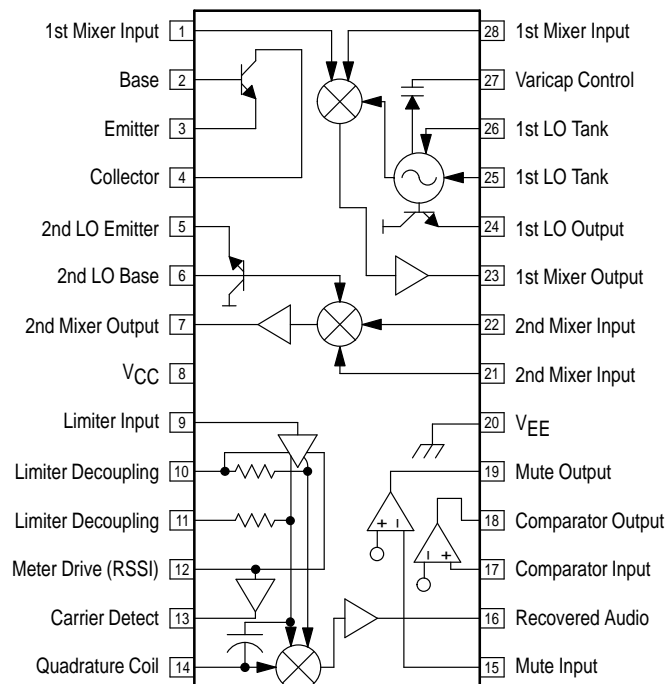 1st Mixer Input 1
Base 2
Emitter 3
Collector 4
2nd LO Emitter 5
2nd LO Base 6
2nd Mixer Output 7
VCC 8
Limiter Input 9
Limiter Decoupling 10
Limiter Decoupling 11
Meter Drive (RSSI) 12
Carrier Detect 13
Quadrature Coil 14
28 1st Mixer Input
27 Varicap Control
26 1st LO Tank
25 1st LO Tank
24 1st LO Output
23 1st Mixer Output
22 2nd Mixer Input
21 2nd Mixer Input
20 VEE
19 Mute Output
18 Comparator Output
17 Comparator Input
16 Recovered Audio
15 Mute Input
+ –
– +